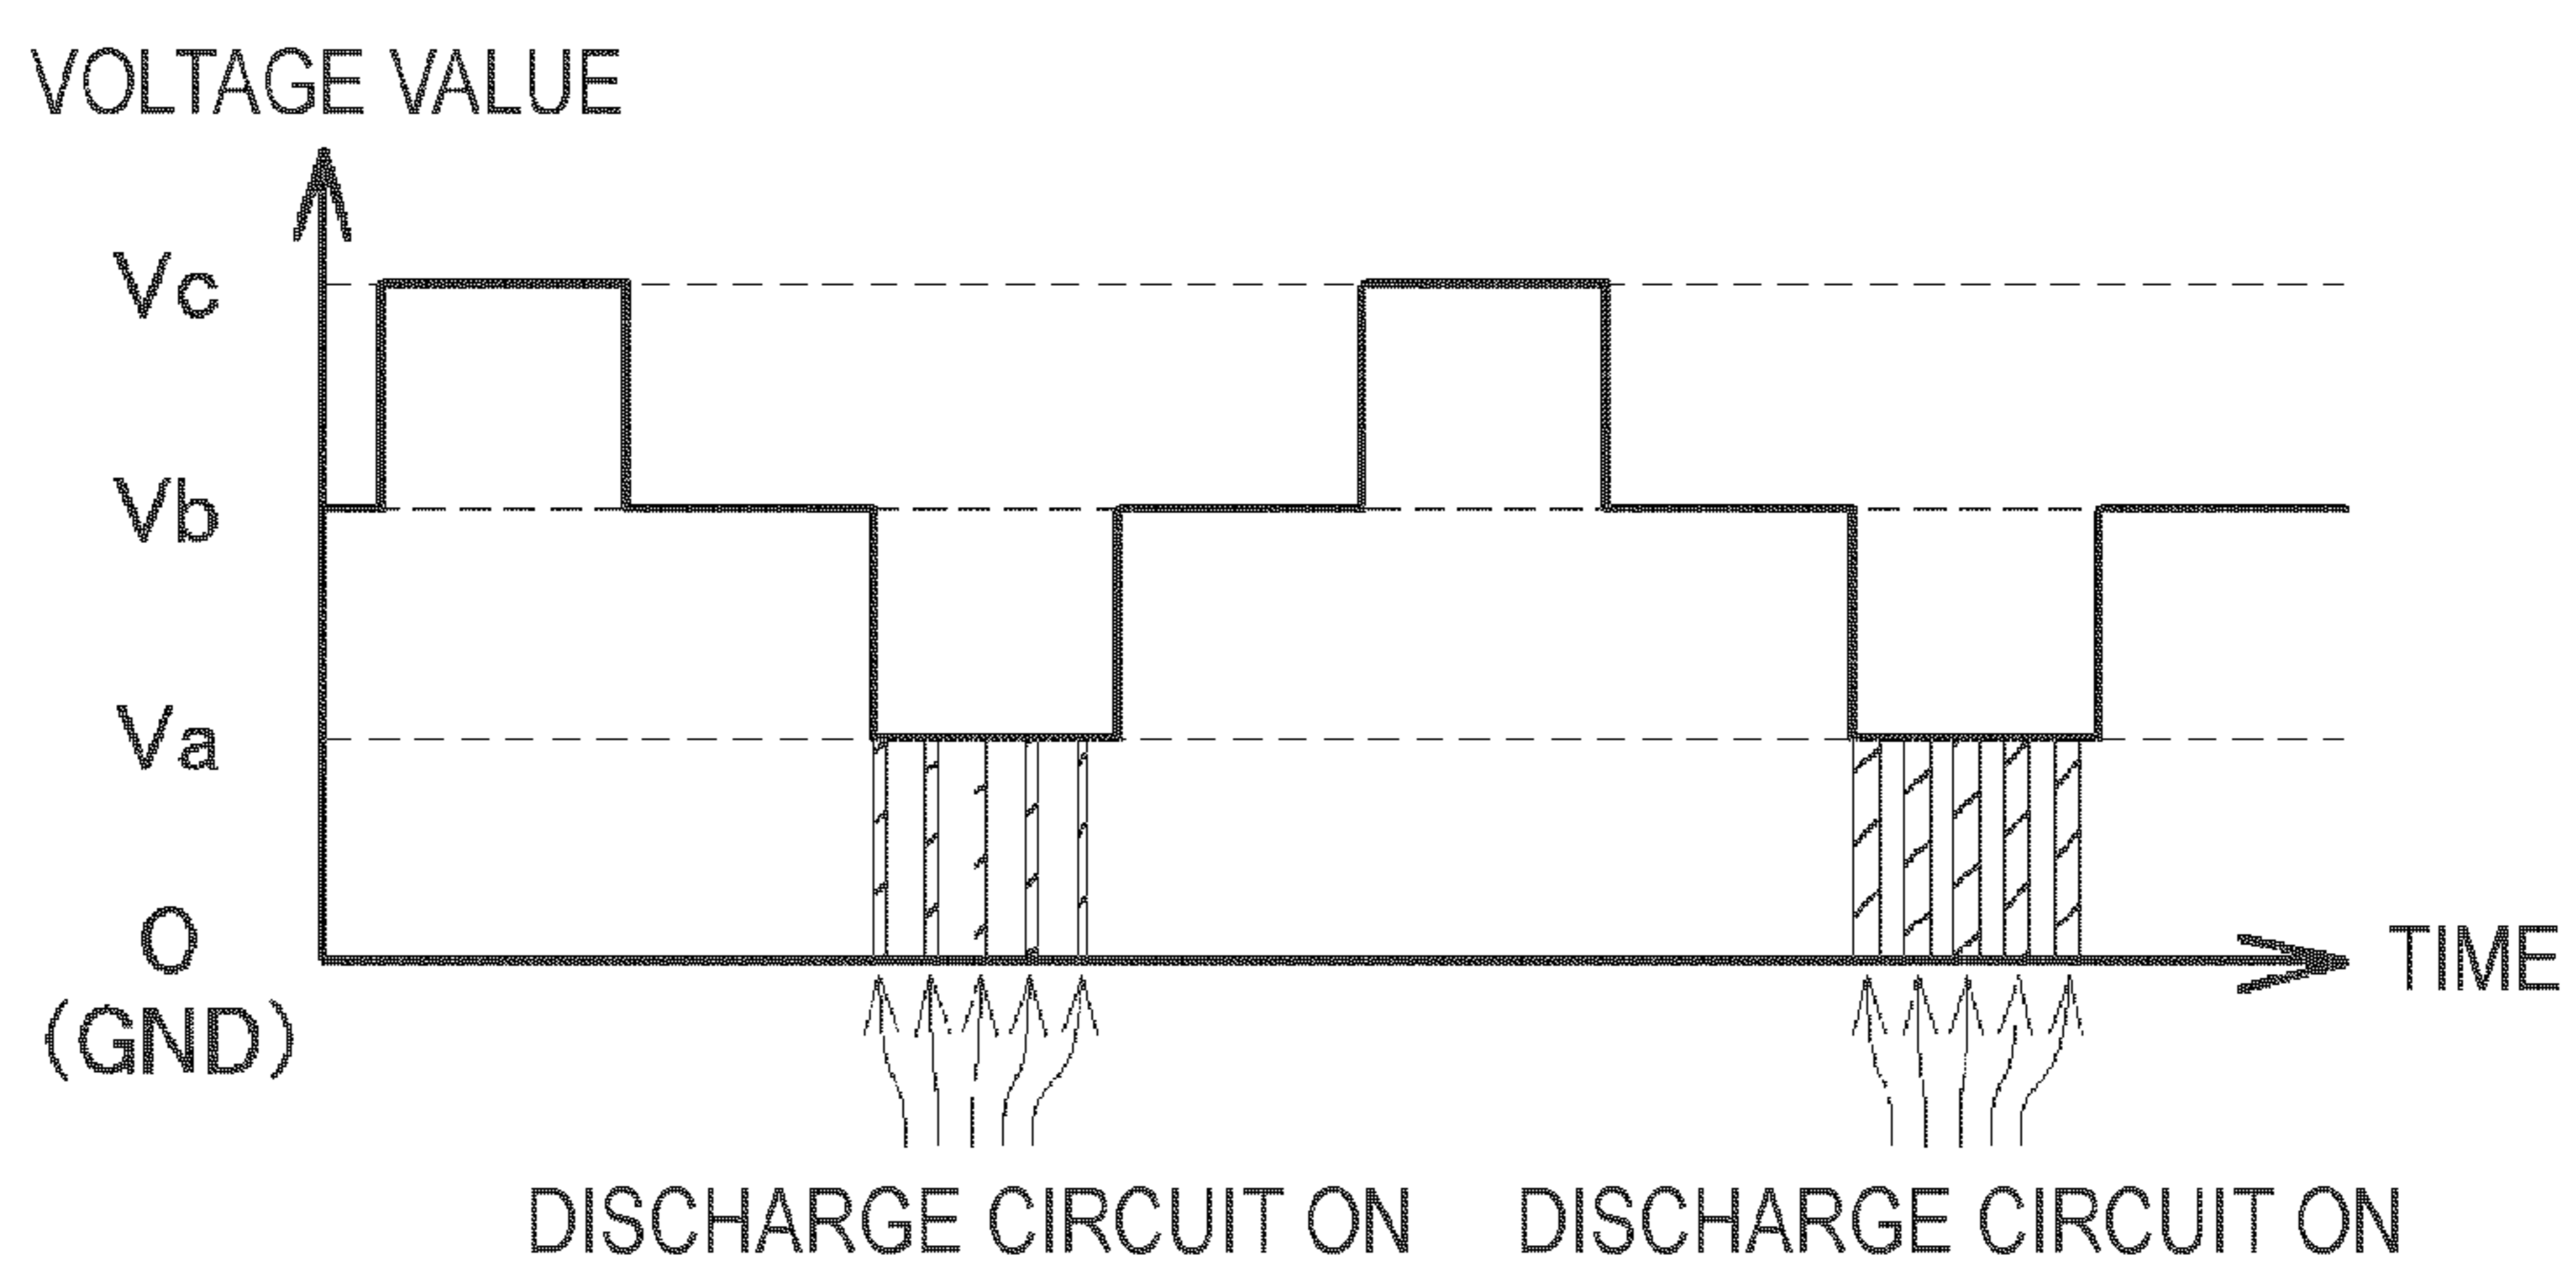 VOLTAGE VALUE
Vc
Vb
Va
O
(GND)
TIME
DISCHARGE CIRCUIT ON
DISCHARGE CIRCUIT ON